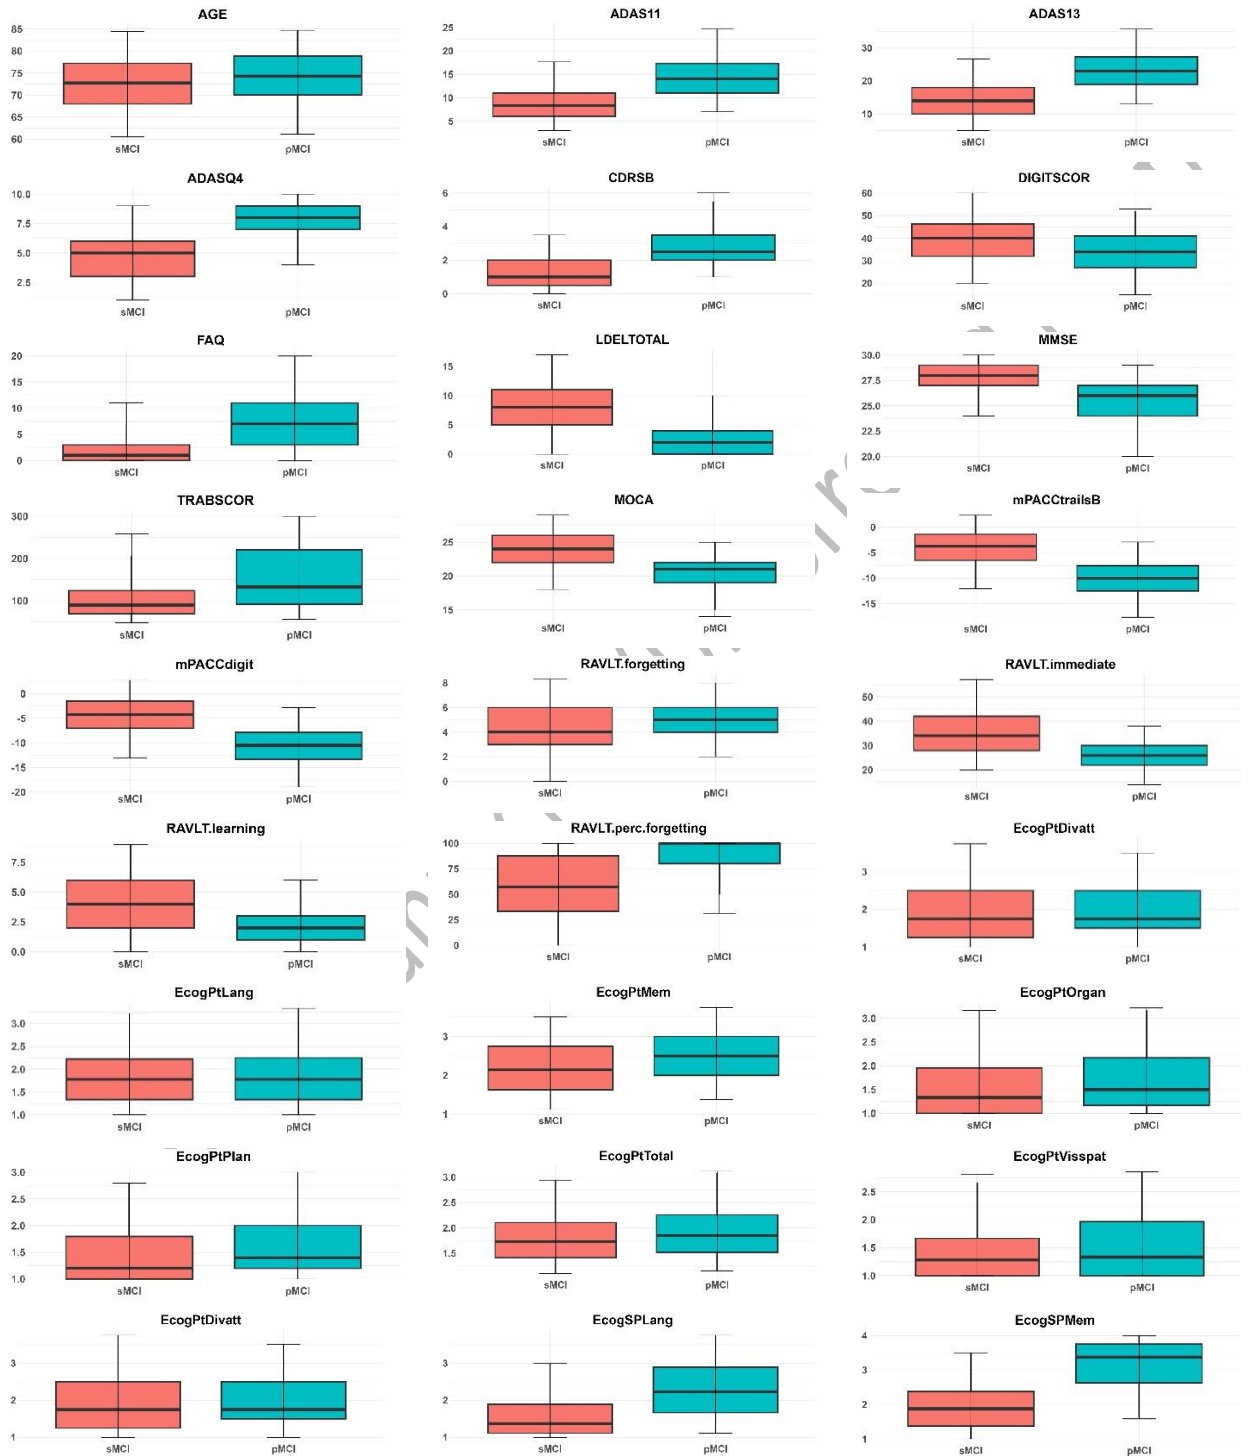 AGE
85
80
75
70
65
60
sMCI pMCI
ADAS11
25
20
15
10
5
sMCI pMCI
ADAS13
30
20
10
sMCI pMCI
ADASQ4
10.0
7.5
5.0
2.5
sMCI pMCI
CDRSB
6
4
2
0
sMCI pMCI
DIGITSCOR
60
50
40
30
20
sMCI pMCI
FAQ
20
15
10
5
0
sMCI pMCI
LDELTOTAL
15
10
5
0
sMCI pMCI
MMSE
30.0
27.5
25.0
22.5
20.0
sMCI pMCI
TRABSCOR
300
200
100
sMCI pMCI
MOCA
25
20
15
sMCI pMCI
mPACCtrailsB
0
-5
-10
-15
sMCI pMCI
mPACCdigit
0
-5
-10
-15
-20
sMCI pMCI
RAVLT.forgetting
8
6
4
2
0
sMCI pMCI
RAVLT.immediate
50
40
30
20
sMCI pMCI
RAVLT.learning
7.5
5.0
2.5
0.0
sMCI pMCI
RAVLT.perc.forgetting
100
75
50
25
0
sMCI pMCI
EcogPtDivatt
3
2
1
sMCI pMCI
EcogPtLang
3.0
2.5
2.0
1.5
1.0
sMCI pMCI
EcogPtMem
3
2
1
sMCI pMCI
EcogPtOrgan
3.0
2.5
2.0
1.5
1.0
sMCI pMCI
EcogPtPlan
3.0
2.5
2.0
1.5
1.0
sMCI pMCI
EcogPtTotal
3.0
2.5
2.0
1.5
sMCI pMCI
EcogPtVisspat
2.5
2.0
1.5
1.0
sMCI pMCI
EcogPtDivatt
3
2
1
sMCI pMCI
EcogSPLang
3
2
1
sMCI pMCI
EcogSPMem
4
3
2
1
sMCI pMCI